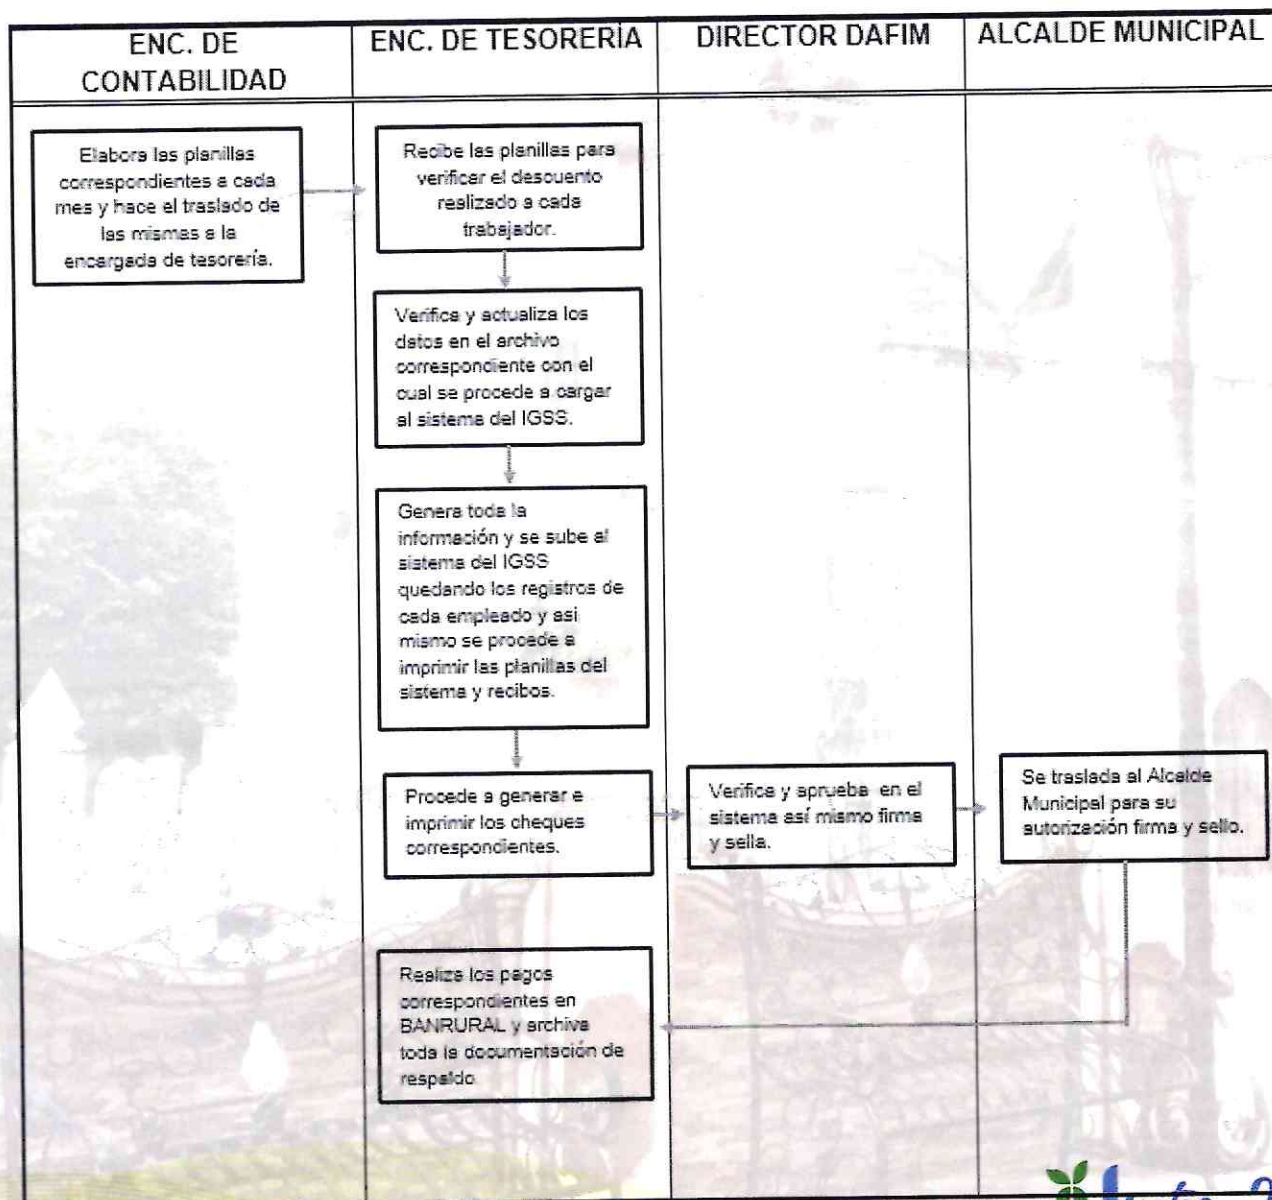 ENC. DE
CONTABILIDAD
ENC. DE TESORERÍA
DIRECTOR DAFIM
ALCALDE MUNICIPAL
Elabora las planillas
correspondientes a cada
mes y hace el traslado de
las mismas a la
encargada de tesorería.
Recibe las planillas para
verificar el descuento
realizado a cada
trabajador.
Verifica y actualiza los
datos en el archivo
correspondiente con el
cual se procede a cargar
al sistema del IGSS.
Genera toda la
información y se sube al
sistema del IGSS
quedando los registros de
cada empleado y asi
mismo se procede a
imprimir las planillas del
sistema y recibos.
Procede a generar e
imprimir los cheques
correspondientes.
Verifica y aprueba en el
sistema así mismo firma
y sella.
Se traslada al Alcalde
Municipal para su
autorización firma y sello.
Realiza los pagos
correspondientes en
BANRURAL y archiva
toda la documentación de
respaldo